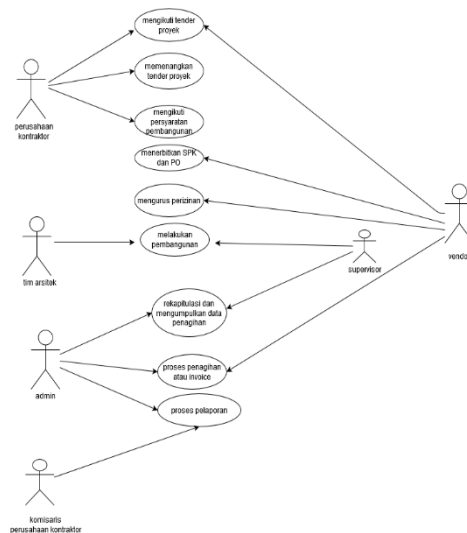 mengikuti tender
proyek
memenangkan
tender proyek
perusahaan
kontraktor
mengikuti
persyaratan
pembangunan
menerbitkan SPK
dan PO
mengurus perizinan
melakukan
pembangunan
tim arsitek
supervisor
vendo
rekapitulasi dan
mengumpulkan data
penagihan
proses penagihan
atau invoice
admin
proses pelaporan
komisaris
perusahaan kontraktor